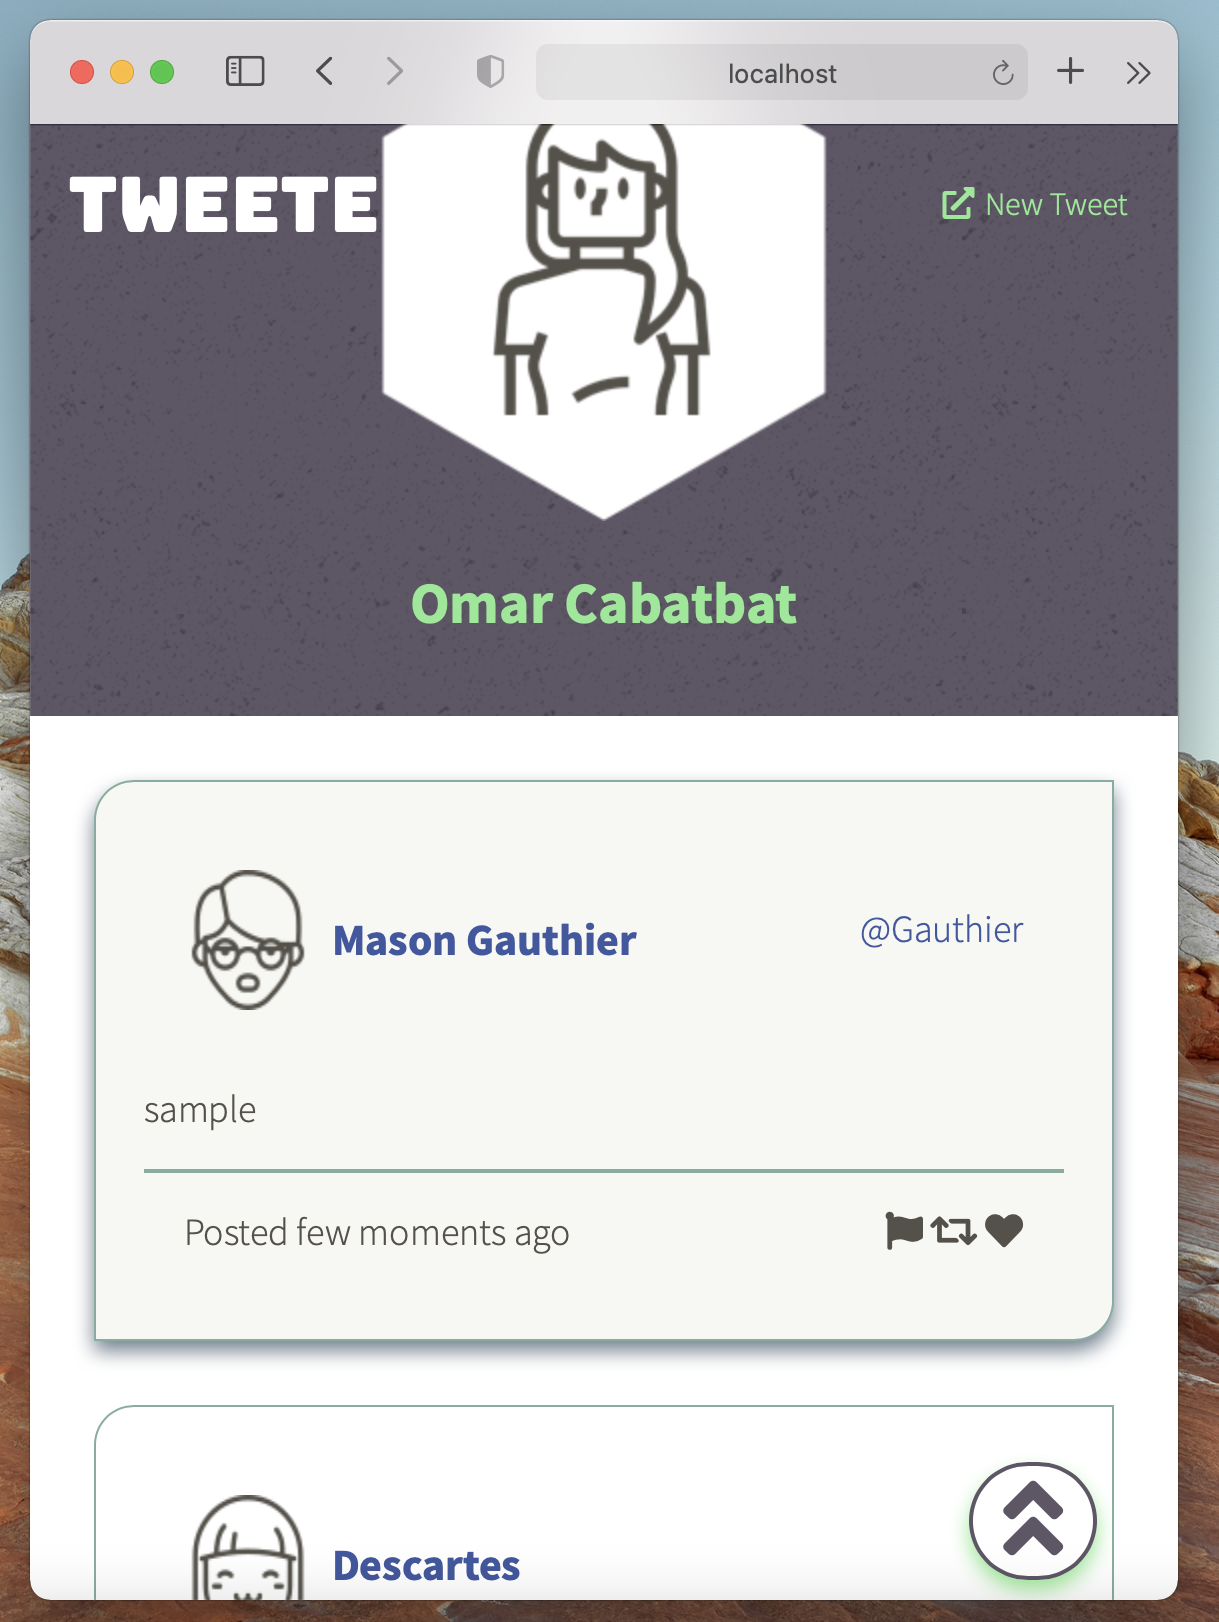 localhost
TWEETE
New Tweet
Omar Cabatbat
Mason Gauthier
@Gauthier
sample
Posted few moments ago
Descartes